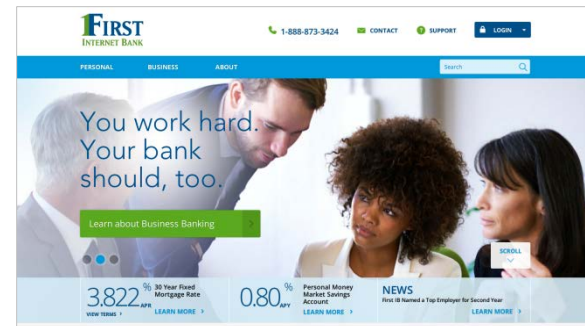 FIRST
INTERNET BANK
1-888-873-3424 CONTACT SUPPORT LOGIN
PERSONAL BUSINESS ABOUT Search
You work hard.
Your bank
should, too.
Learn about Business Banking
SCROLL
3.822% APR
30 Year Fixed
Mortgage Rate
VIEW TERMS > LEARN MORE >
0.80% APY
Personal Money
Market Savings
Account
LEARN MORE >
NEWS
First IB Named a Top Employer for Second Year
LEARN MORE >